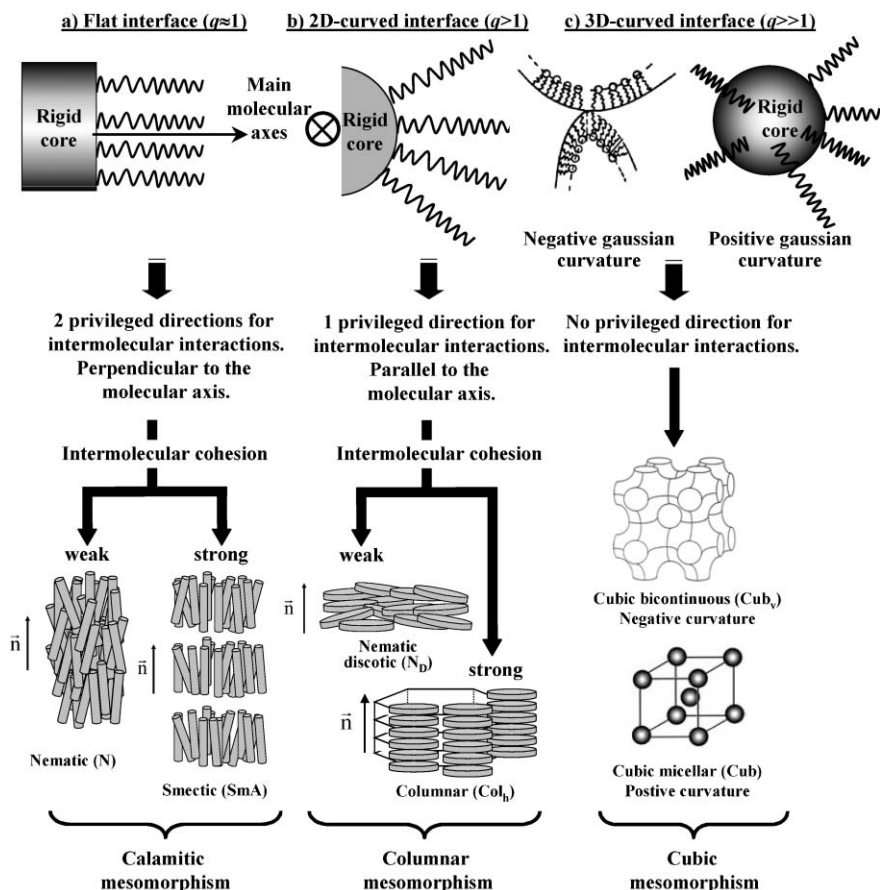 a) Flat interface (q≈1)
b) 2D-curved interface (q>1)
c) 3D-curved interface (q>>1)
Rigid
core
Main
molecular
axes
Rigid
core
Rigid
core
Negative gaussian
curvature
Positive gaussian
curvature
2 privileged directions for
intermolecular interactions.
Perpendicular to the
molecular axis.
1 privileged direction for
intermolecular interactions.
Parallel to the
molecular axis.
No privileged direction for
intermolecular interactions.
Intermolecular cohesion
Intermolecular cohesion
weak
strong
weak
strong
n⃗
n⃗
n⃗
n⃗
Nematic (N)
Smectic (SmA)
Nematic
discotic (N_D)
Columnar (Col_h)
Cubic bicontinuous (Cub_v)
Negative curvature
Cubic micellar (Cub)
Postive curvature
Calamitic
mesomorphism
Columnar
mesomorphism
Cubic
mesomorphism